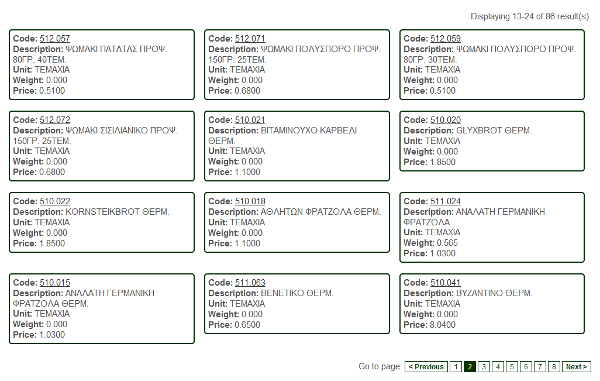 Displaying 13-24 of 86 result(s).
Code: 512.057
Description: ΨΩΜΑΚΙ ΠΑΤΑΤΑΣ ΠΡΟΨ.
80ΓΡ. 40ΤΕΜ.
Unit: ΤΕΜΑΧΙΑ
Weight: 0.000
Price: 0.5100
Code: 512.071
Description: ΨΩΜΑΚΙ ΠΟΛΥΣΠΟΡΟ ΠΡΟΨ.
150ΓΡ. 25ΤΕΜ.
Unit: ΤΕΜΑΧΙΑ
Weight: 0.000
Price: 0.6800
Code: 512.059
Description: ΨΩΜΑΚΙ ΠΟΛΥΣΠΟΡΟ ΠΡΟΨ.
80ΓΡ. 30ΤΕΜ.
Unit: ΤΕΜΑΧΙΑ
Weight: 0.000
Price: 0.5100
Code: 512.072
Description: ΨΩΜΑΚΙ ΣΙΣΙΛΙΑΝΙΚΟ ΠΡΟΨ.
150ΓΡ. 25ΤΕΜ.
Unit: ΤΕΜΑΧΙΑ
Weight: 0.000
Price: 0.6800
Code: 510.021
Description: ΒΙΤΑΜΙΝΟΥΧΟ ΚΑΡΒΕΛΙ
ΘΕΡΜ.
Unit: ΤΕΜΑΧΙΑ
Weight: 0.000
Price: 1.1000
Code: 510.020
Description: GLYXBROT ΘΕΡΜ.
Unit: ΤΕΜΑΧΙΑ
Weight: 0.000
Price: 1.8500
Code: 510.022
Description: KORNSTEIKBROT ΘΕΡΜ.
Unit: ΤΕΜΑΧΙΑ
Weight: 0.000
Price: 1.8500
Code: 510.018
Description: ΑΘΛΗΤΩΝ ΦΡΑΤΖΟΛΑ ΘΕΡΜ.
Unit: ΤΕΜΑΧΙΑ
Weight: 0.000
Price: 1.1000
Code: 511.024
Description: ΑΝΑΛΑΤΗ ΓΕΡΜΑΝΙΚΗ
ΦΡΑΤΖΟΛΑ
Unit: ΤΕΜΑΧΙΑ
Weight: 0.565
Price: 1.0300
Code: 510.015
Description: ΑΝΑΛΑΤΗ ΓΕΡΜΑΝΙΚΗ
ΦΡΑΤΖΟΛΑ ΘΕΡΜ.
Unit: ΤΕΜΑΧΙΑ
Weight: 0.000
Price: 1.0300
Code: 511.063
Description: ΒΕΝΕΤΙΚΟ ΘΕΡΜ.
Unit: ΤΕΜΑΧΙΑ
Weight: 0.000
Price: 0.6500
Code: 510.041
Description: ΒΥΖΑΝΤΙΝΟ ΘΕΡΜ.
Unit: ΤΕΜΑΧΙΑ
Weight: 0.000
Price: 8.0400
Go to page: < Previous 1 2 3 4 5 6 7 8 Next >